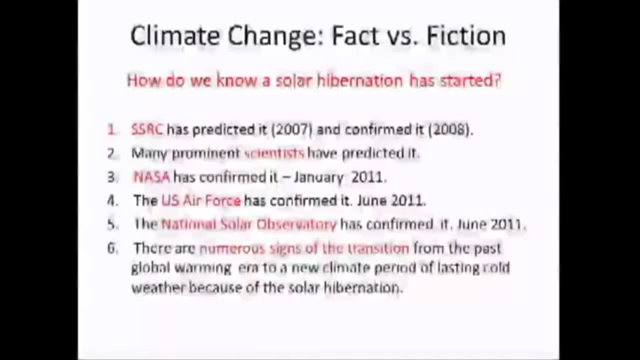 Climate Change: Fact vs. Fiction
How do we know a solar hibernation has started?
1. SSRC has predicted it (2007) and confirmed it (2008).
2. Many prominent scientists have predicted it.
3. NASA has confirmed it – January 2011.
4. The US Air Force has confirmed it. June 2011.
5. The National Solar Observatory has confirmed it. June 2011.
6. There are numerous signs of the transition from the past
global warming era to a new climate period of lasting cold
weather because of the solar hibernation.